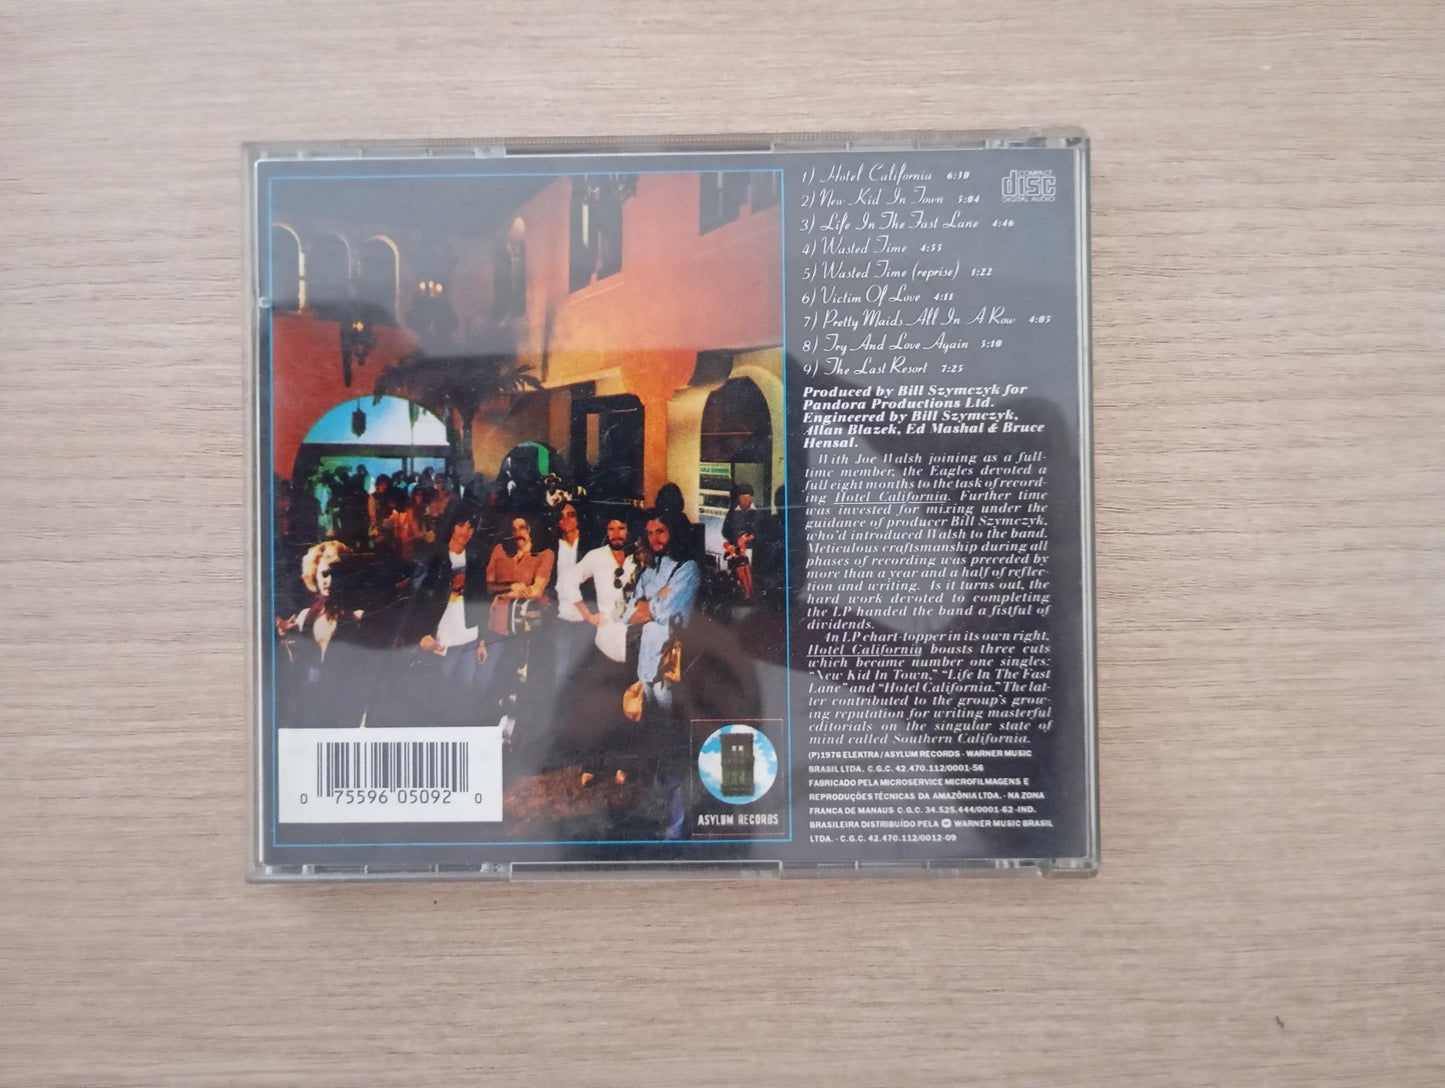 1) Hotel California 6:30
2) New Kid In Town 5:04
3) Life In The Fast Lane 4:46
4) Wasted Time 4:55
5) Wasted Time (reprise) 1:22
6) Victim Of Love 4:11
7) Pretty Maids All In A Row 4:05
8) Try And Love Again 5:10
9) The Last Resort 7:25
COMPACT
disc
DIGITAL AUDIO
Produced by Bill Szymczyk for
Pandora Productions Ltd.
Engineered by Bill Szymczyk,
Allan Blazek, Ed Mashal & Bruce
Hensal.
With Joe Walsh joining as a full-
time member, the Eagles devoted a
full eight months to the task of record-
ing Hotel California. Further time
was invested for mixing under the
guidance of producer Bill Szymczyk,
who'd introduced Walsh to the band.
Meticulous craftsmanship during all
phases of recording was preceded by
more than a year and a half of reflec-
tion and writing. As it turns out, the
hard work devoted to completing
the LP handed the band a fistful of
dividends.
An LP chart-topper in its own right,
Hotel California boasts three cuts
which became number one singles:
"New Kid In Town," "Life In The Fast
Lane" and "Hotel California." The lat-
ter contributed to the group's grow-
ing reputation for writing masterful
editorials on the singular state of
mind called Southern California.
(P)1976 ELEKTRA/ASYLUM RECORDS - WARNER MUSIC
BRASIL LTDA. C.G.C. 42.470.112/0001-56
FABRICADO PELA MICROSERVICE MICROFILMAGENS E
REPRODUÇÕES TÉCNICAS DA AMAZÔNIA LTDA. - NA ZONA
FRANCA DE MANAUS C.G.C. 34.525.444/0001-62 -IND.
BRASILEIRA DISTRIBUÍDO PELA WARNER MUSIC BRASIL
LTDA. - C.G.C. 42.470.112/0012-09
0 75596 05092 0
ASYLUM RECORDS